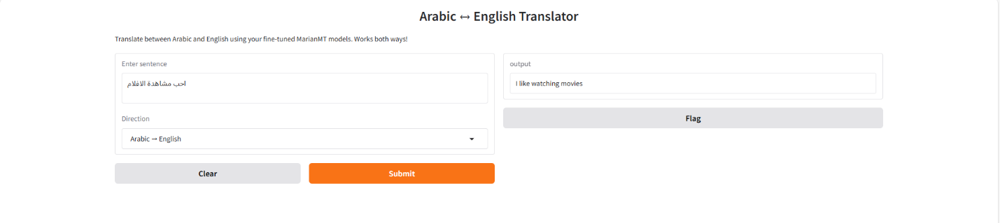 Arabic ↔ English Translator
Translate between Arabic and English using your fine-tuned MarianMT models. Works both ways!
Enter sentence
احب مشاهدة الافلام
Direction
Arabic → English
Clear
Submit
output
I like watching movies
Flag